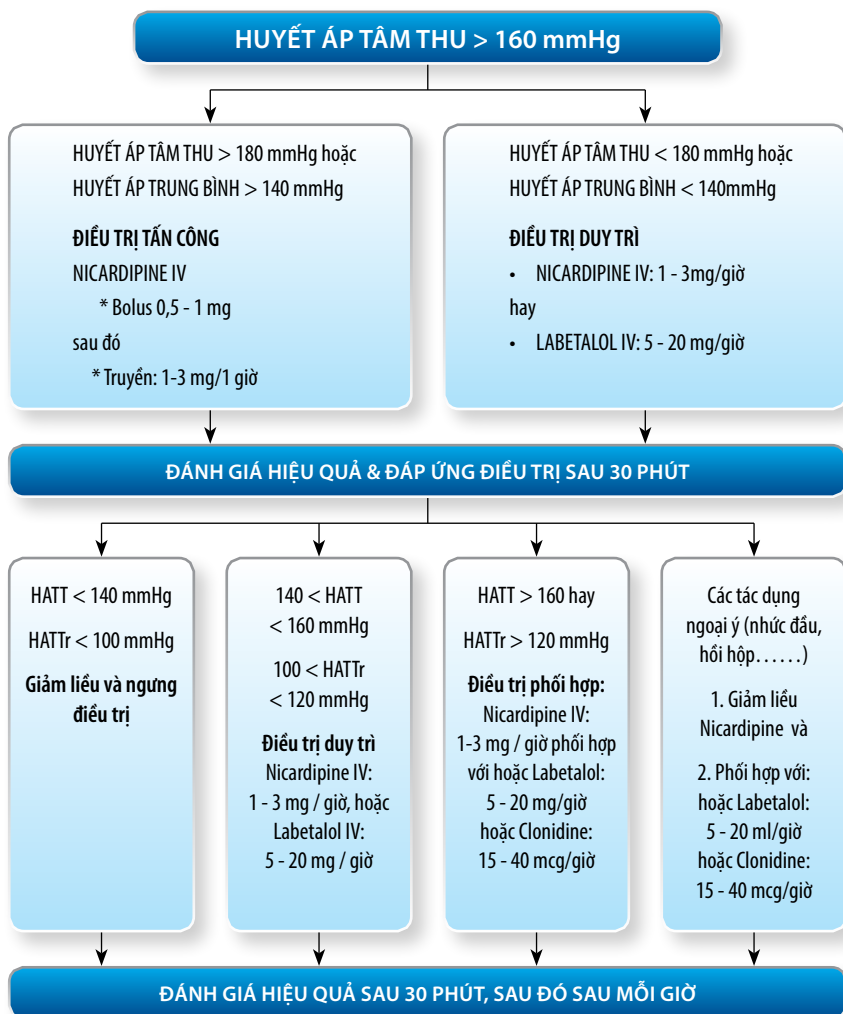 HUYẾT ÁP TÂM THU > 160 mmHg
HUYẾT ÁP TÂM THU > 180 mmHg hoặc
HUYẾT ÁP TRUNG BÌNH > 140 mmHg
ĐIỀU TRỊ TẤN CÔNG
NICARDIPINE IV
* Bolus 0,5 - 1 mg
sau đó
* Truyền: 1-3 mg/1 giờ
HUYẾT ÁP TÂM THU < 180 mmHg hoặc
HUYẾT ÁP TRUNG BÌNH < 140mmHg
ĐIỀU TRỊ DUY TRÌ
• NICARDIPINE IV: 1 - 3mg/giờ
hay
• LABETALOL IV: 5 - 20 mg/giờ
ĐÁNH GIÁ HIỆU QUẢ & ĐÁP ỨNG ĐIỀU TRỊ SAU 30 PHÚT
HATT < 140 mmHg
HATTr < 100 mmHg
Giảm liều và ngưng
điều trị
140 < HATT
< 160 mmHg
100 < HATTr
< 120 mmHg
Điều trị duy trì
Nicardipine IV:
1 - 3 mg / giờ, hoặc
Labetalol IV:
5 - 20 mg / giờ
HATT > 160 hay
HATTr > 120 mmHg
Điều trị phối hợp:
Nicardipine IV:
1-3 mg / giờ phối hợp
với hoặc Labetalol:
5 - 20 mg/giờ
hoặc Clonidine:
15 - 40 mcg/giờ
Các tác dụng
ngoại ý (nhức đầu,
hồi hộp……)
1. Giảm liều
Nicardipine và
2. Phối hợp với:
hoặc Labetalol:
5 - 20 ml/giờ
hoặc Clonidine:
15 - 40 mcg/giờ
ĐÁNH GIÁ HIỆU QUẢ SAU 30 PHÚT, SAU ĐÓ SAU MỖI GIỜ